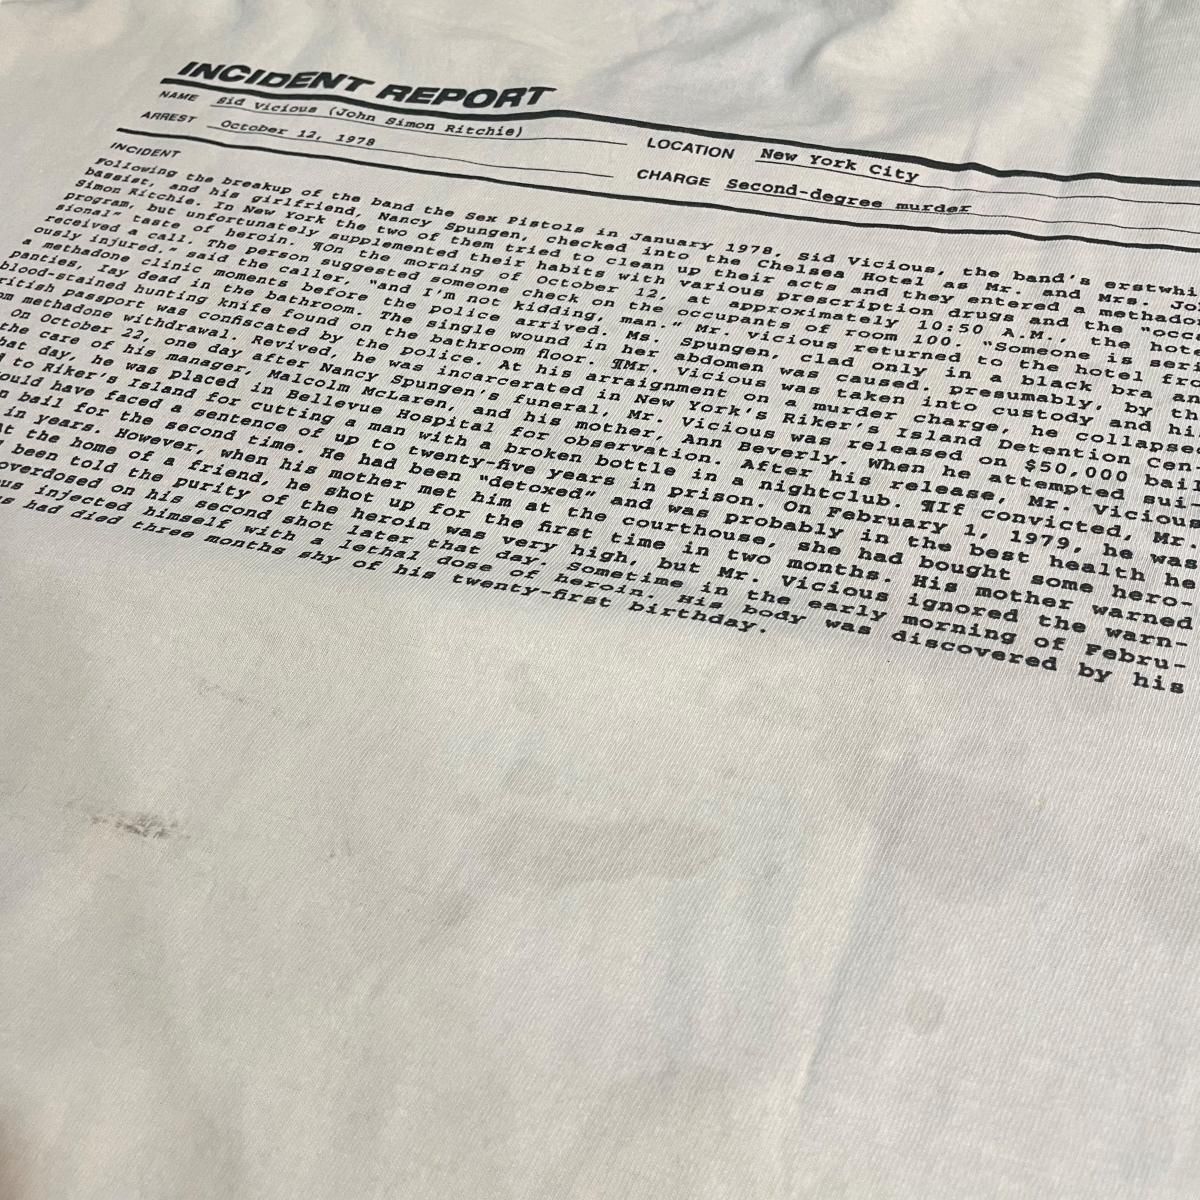 INCIDENT REPORT
NAME Sid Vicious (John Simon Ritchie) LOCATION New York City
ARREST October 12, 1978 CHARGE Second-degree murder
INCIDENT
Following the breakup of the band the Sex Pistols in January 1978, Sid Vicious, the band's erstwhi
bassist, and his girlfriend, Nancy Spungen, checked into the Chelsea Hotel as Mr. and Mrs. Jo
Simon Ritchie. In New York the two of them tried to clean up their acts and they entered a methado
program, but unfortunately supplemented their habits with various prescription drugs and the "occa
sional" taste of heroin. ¶On the morning of October 12, at approximately 10:50 A.M., the hote
received a call. The person suggested someone check on the occupants of room 100. "Someone is seri
ously injured," said the caller, "and I'm not kidding, man." Mr. Vicious returned to the hotel fro
a methadone clinic moments before the police arrived. Ms. Spungen, clad only in a black bra an
panties, lay dead in the bathroom. The single wound in her abdomen was caused, presumably, by th
blood-stained hunting knife found on the bathroom floor. ¶Mr. Vicious was taken into custody and hi
ritish passport was confiscated by the police. At his arraignment on a murder charge, he collapse
om methadone withdrawal. Revived, he was incarcerated in New York's Riker's Island Detention Cen
On October 22, one day after Nancy Spungen's funeral, Mr. Vicious was released on $50,000 bail
the care of his manager, Malcolm McLaren, and his mother, Ann Beverly. When he attempted sui
hat day, he was placed in Bellevue Hospital for observation. After his release, Mr. Vicious
to Riker's Island for cutting a man with a broken bottle in a nightclub. ¶If convicted, Mr.
ould have faced a sentence of up to twenty-five years in prison. On February 1, 1979, he was
n bail for the second time. He had been "detoxed" and was probably in the best health he
in years. However, when his mother met him at the courthouse, she had bought some hero-
at the home of a friend, he shot up for the first time in two months. His mother warned
been told the purity of the heroin was very high, but Mr. Vicious ignored the warn-
overdosed on his second shot later that day. Sometime in the early morning of Febru-
us injected himself with a lethal dose of heroin. His body was discovered by his
s had died three months shy of his twenty-first birthday.